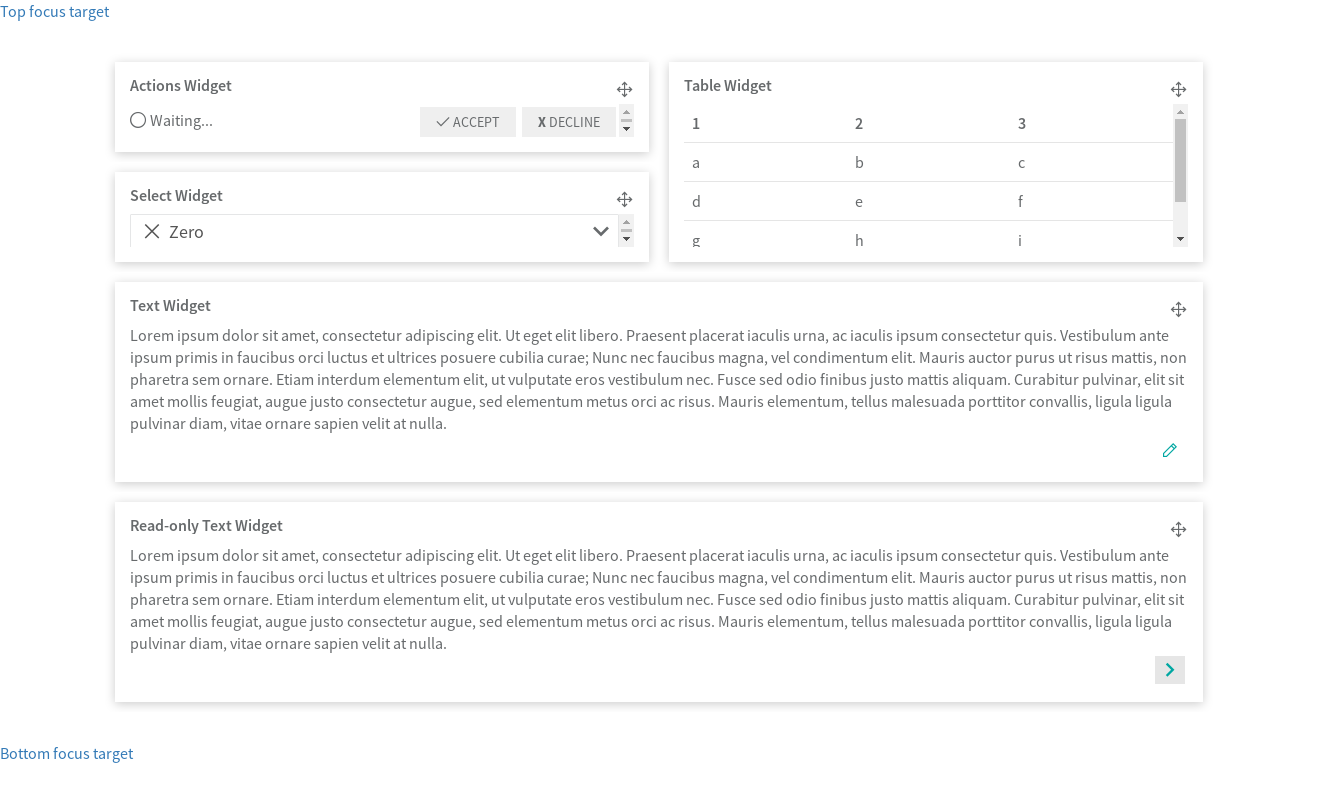 Top focus target
Actions Widget
Waiting...
ACCEPT
X DECLINE
Select Widget
Zero
Table Widget
1 2 3
a b c
d e f
g h i
Text Widget
Lorem ipsum dolor sit amet, consectetur adipiscing elit. Ut eget elit libero. Praesent placerat iaculis urna, ac iaculis ipsum consectetur quis. Vestibulum ante
ipsum primis in faucibus orci luctus et ultrices posuere cubilia curae; Nunc nec faucibus magna, vel condimentum elit. Mauris auctor purus ut risus mattis, non
pharetra sem ornare. Etiam interdum elementum elit, ut vulputate eros vestibulum nec. Fusce sed odio finibus justo mattis aliquam. Curabitur pulvinar, elit sit
amet mollis feugiat, augue justo consectetur augue, sed elementum metus orci ac risus. Mauris elementum, tellus malesuada porttitor convallis, ligula ligula
pulvinar diam, vitae ornare sapien velit at nulla.
Read-only Text Widget
Lorem ipsum dolor sit amet, consectetur adipiscing elit. Ut eget elit libero. Praesent placerat iaculis urna, ac iaculis ipsum consectetur quis. Vestibulum ante
ipsum primis in faucibus orci luctus et ultrices posuere cubilia curae; Nunc nec faucibus magna, vel condimentum elit. Mauris auctor purus ut risus mattis, non
pharetra sem ornare. Etiam interdum elementum elit, ut vulputate eros vestibulum nec. Fusce sed odio finibus justo mattis aliquam. Curabitur pulvinar, elit sit
amet mollis feugiat, augue justo consectetur augue, sed elementum metus orci ac risus. Mauris elementum, tellus malesuada porttitor convallis, ligula ligula
pulvinar diam, vitae ornare sapien velit at nulla.
Bottom focus target